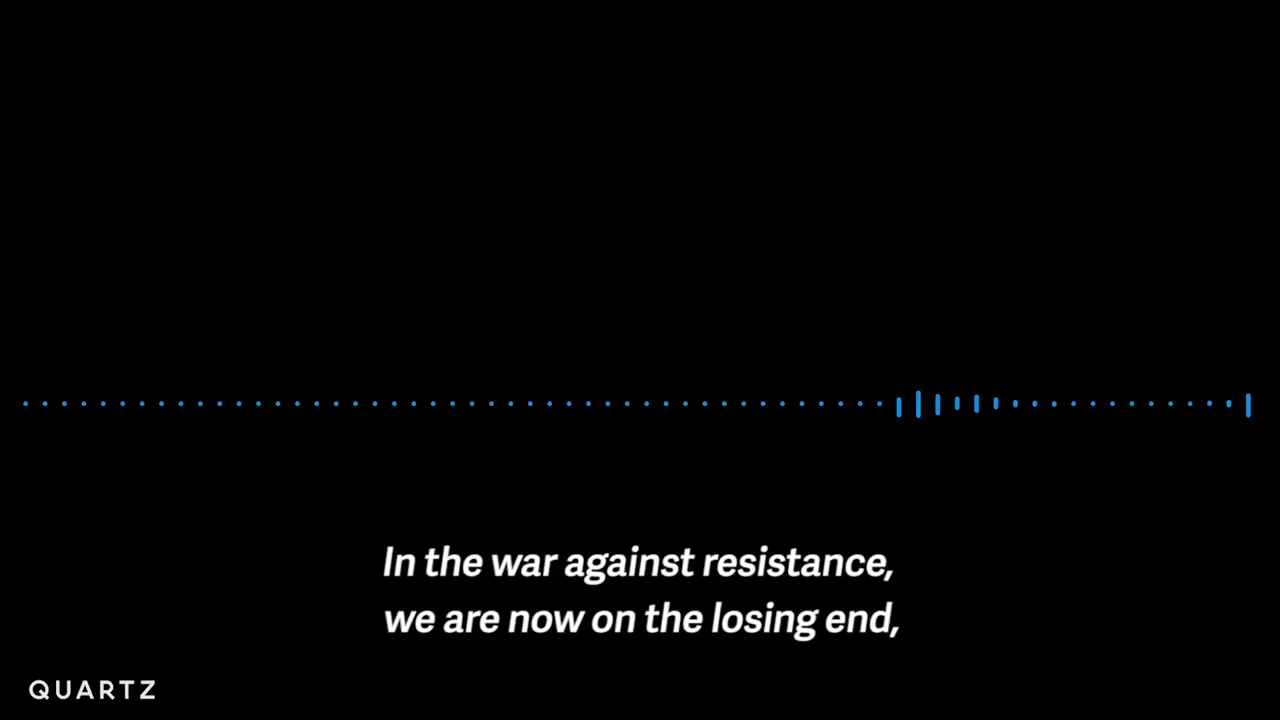 In the war against resistance,
we are now on the losing end,
QUARTZ